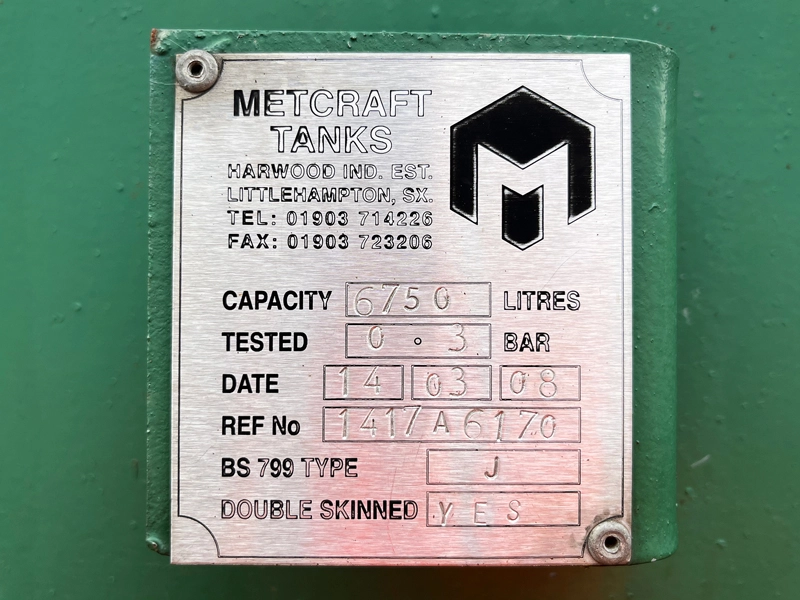 METCRAFT
TANKS
HARWOOD IND. EST.
LITTLEHAMPTON, SX.
TEL: 01903 714226
FAX: 01903 723206
CAPACITY 6750 LITRES
TESTED 0.3 BAR
DATE 14 03 08
REF No 1417A6170
BS 799 TYPE J
DOUBLE SKINNED YES